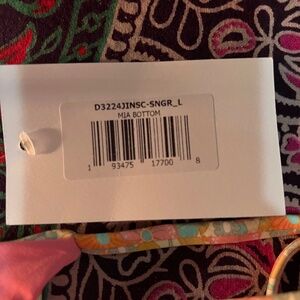 D3224JINSC-SNGR_L
MIA BOTTOM
1 93475 17700 8